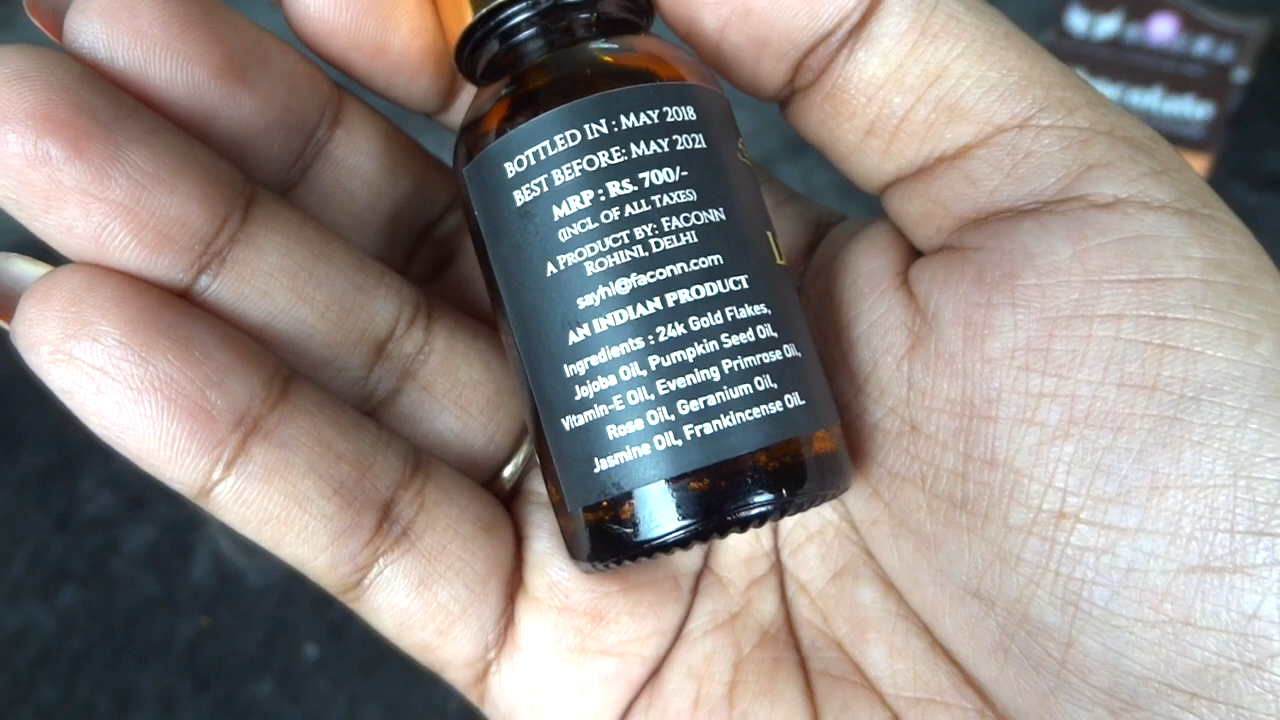 BOTTLED IN : MAY 2018
BEST BEFORE: MAY 2021
MRP : Rs. 700/-
(INCL. OF ALL TAXES)
A PRODUCT BY: FACONN
ROHINI, DELHI
sayhi@faconn.com
AN INDIAN PRODUCT
Ingredients : 24k Gold Flakes,
Jojoba Oil, Pumpkin Seed Oil,
Vitamin-E Oil, Evening Primrose Oil,
Rose Oil, Geranium Oil,
Jasmine Oil, Frankincense Oil.